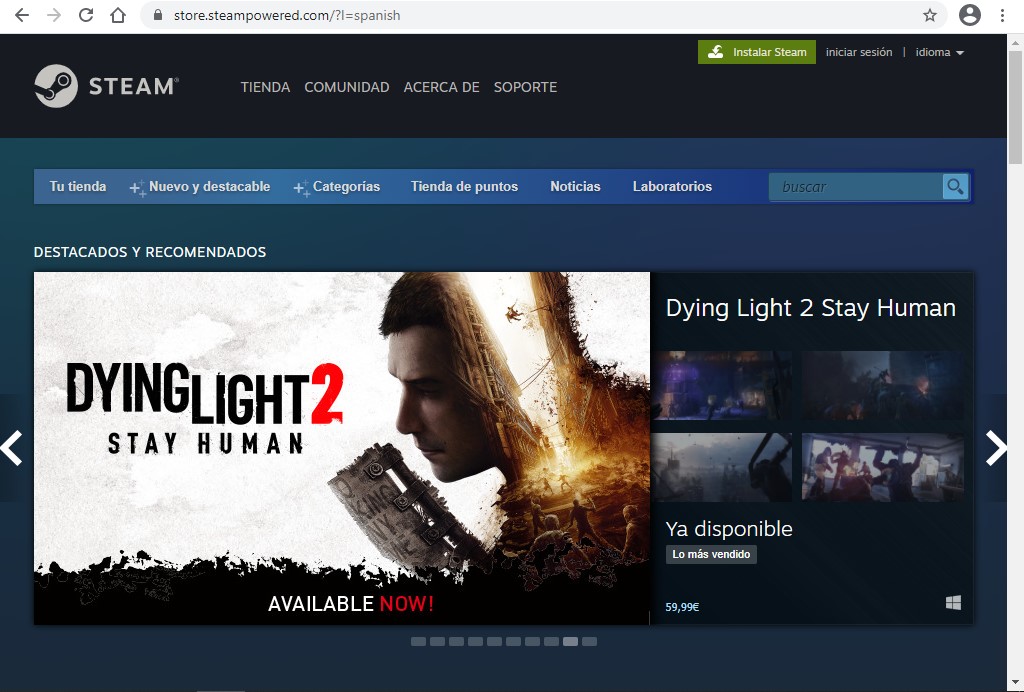 store.steampowered.com/?l=spanish
Instalar Steam iniciar sesión | idioma
STEAM®
TIENDA COMUNIDAD ACERCA DE SOPORTE
Tu tienda Nuevo y destacable Categorías Tienda de puntos Noticias Laboratorios buscar
DESTACADOS Y RECOMENDADOS
DYING LIGHT 2
STAY HUMAN
AVAILABLE NOW!
Dying Light 2 Stay Human
Ya disponible
Lo más vendido
59,99€